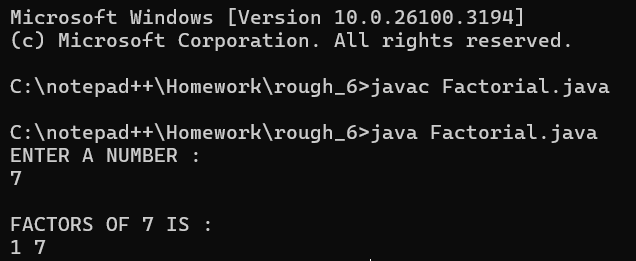 Microsoft Windows [Version 10.0.26100.3194]
(c) Microsoft Corporation. All rights reserved.
C:\notepad++\Homework\rough_6>javac Factorial.java
C:\notepad++\Homework\rough_6>java Factorial.java
ENTER A NUMBER :
7
FACTORS OF 7 IS :
1 7